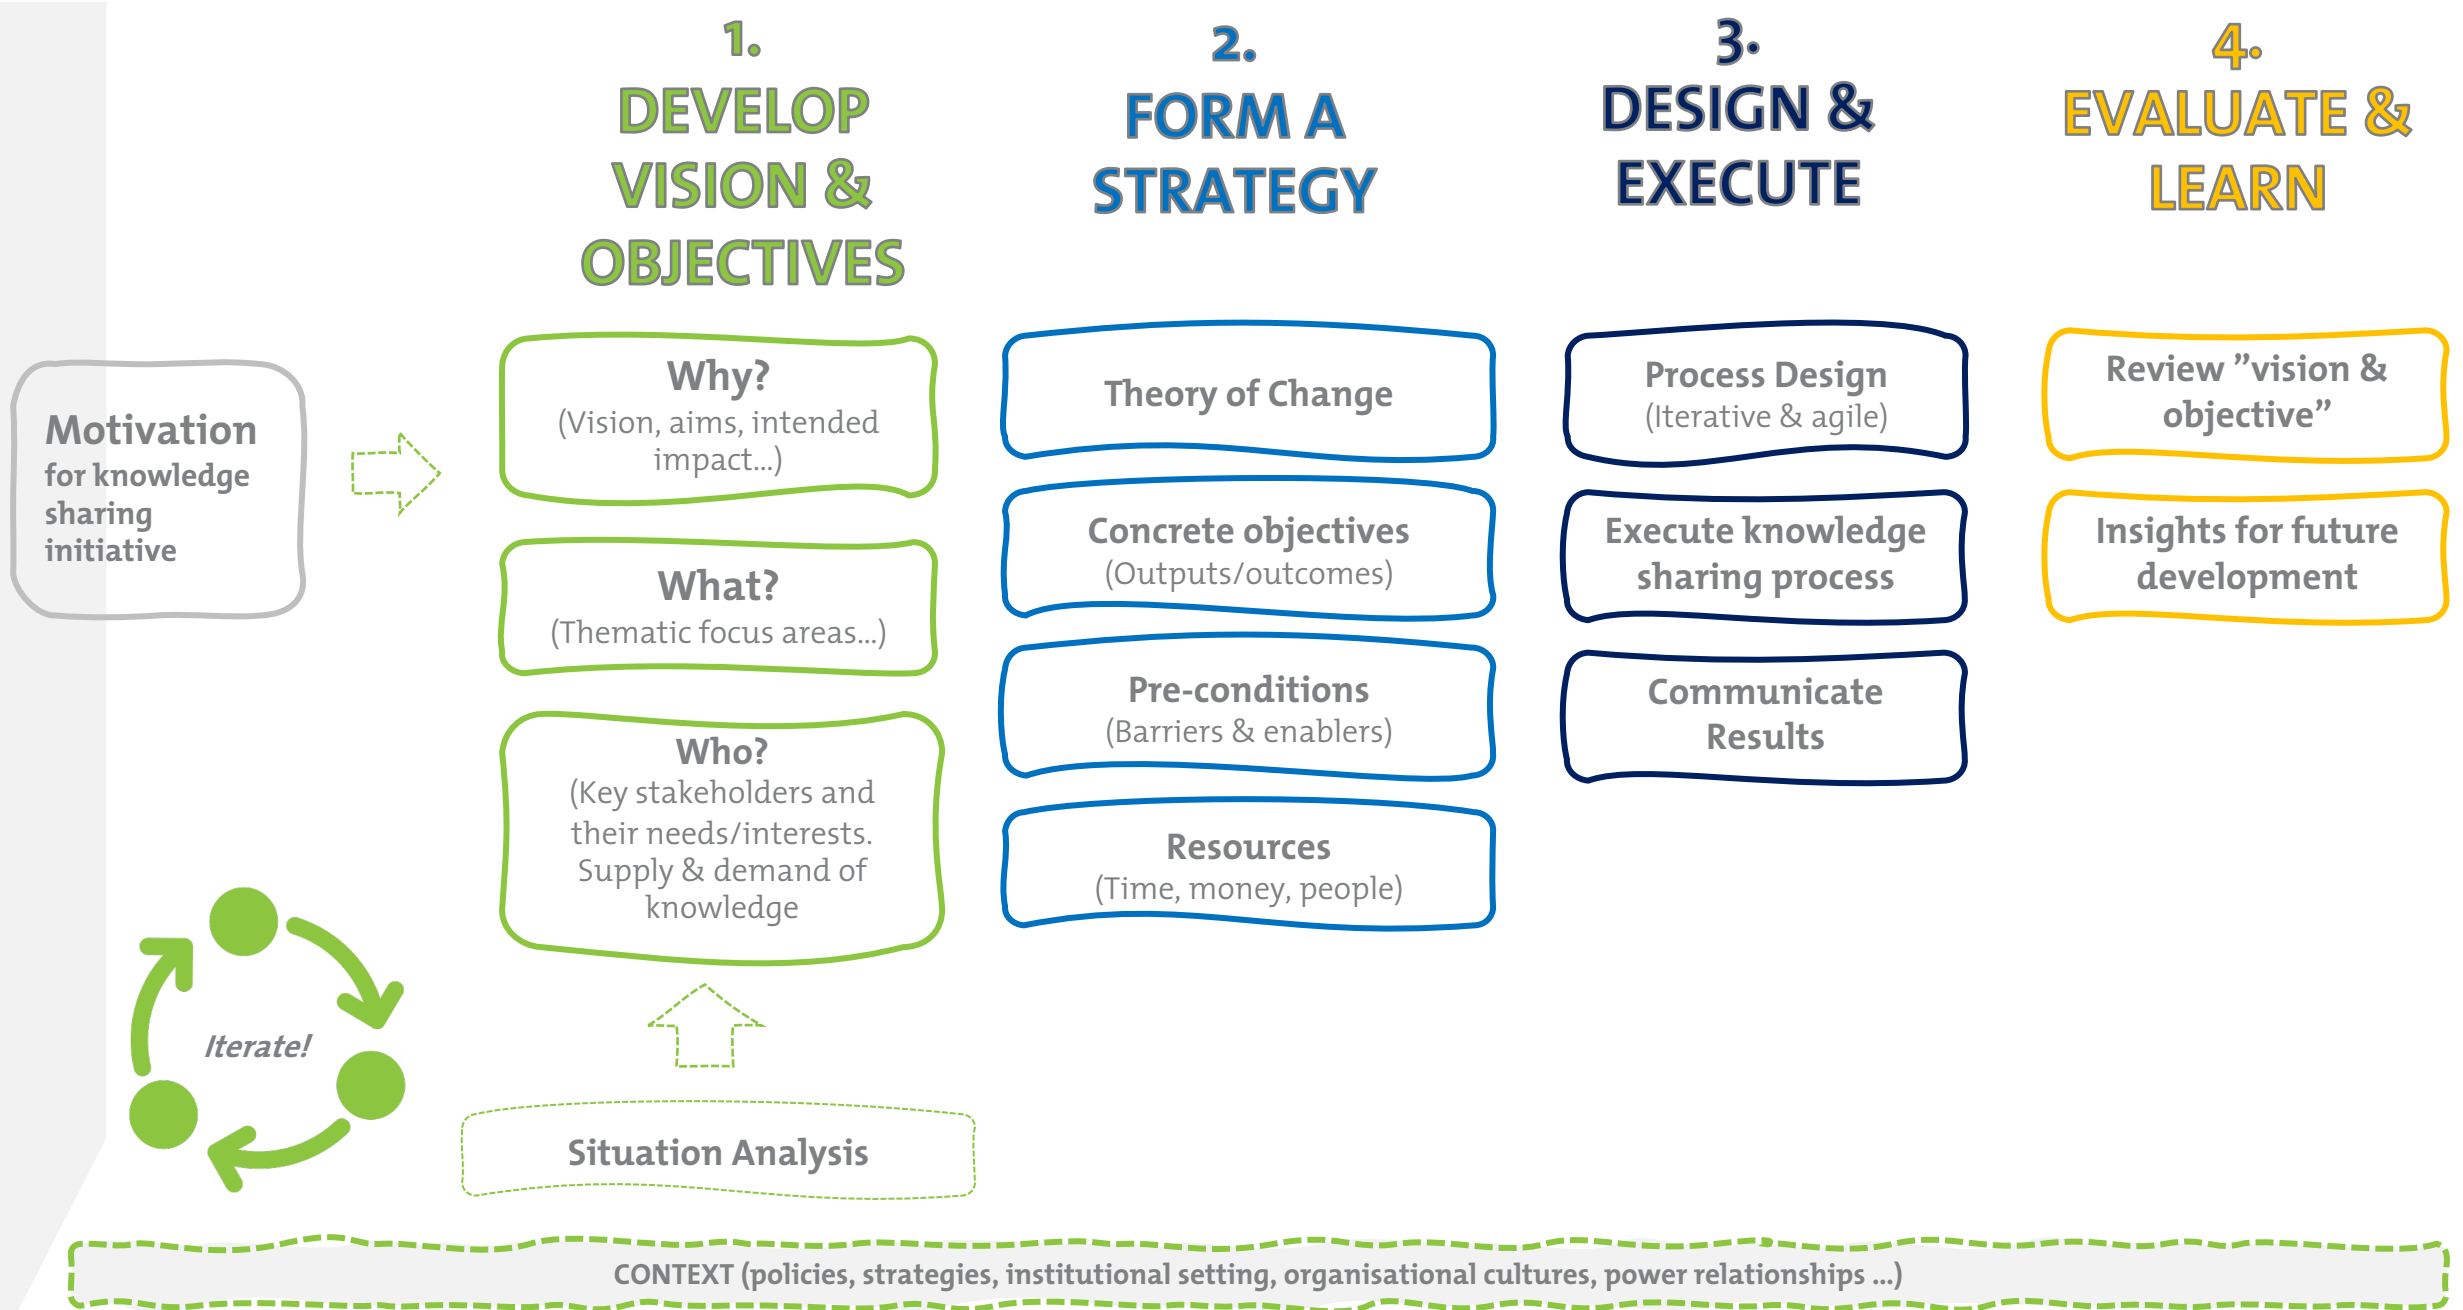 1.
DEVELOP
VISION &
OBJECTIVES
2.
FORM A
STRATEGY
3.
DESIGN &
EXECUTE
4.
EVALUATE &
LEARN
Motivation
for knowledge
sharing
initiative
Why?
(Vision, aims, intended
impact...)
What?
(Thematic focus areas...)
Who?
(Key stakeholders and
their needs/interests.
Supply & demand of
knowledge
Situation Analysis
Theory of Change
Concrete objectives
(Outputs/outcomes)
Pre-conditions
(Barriers & enablers)
Resources
(Time, money, people)
Process Design
(Iterative & agile)
Execute knowledge
sharing process
Communicate
Results
Review ”vision &
objective”
Insights for future
development
Iterate!
CONTEXT (policies, strategies, institutional setting, organisational cultures, power relationships ...)